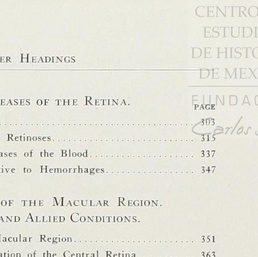 CENTRO
ESTUDI
DE HISTO
DE MEX
FUNDAC
Carlos S
ER HEADINGS
EASES OF THE RETINA.
PAGE
303
Retinoses 315
ases of the Blood 337
tive to Hemorrhages 347
OF THE MACULAR REGION.
AND ALLIED CONDITIONS.
Macular Region 351
ation of the Central Retina 363